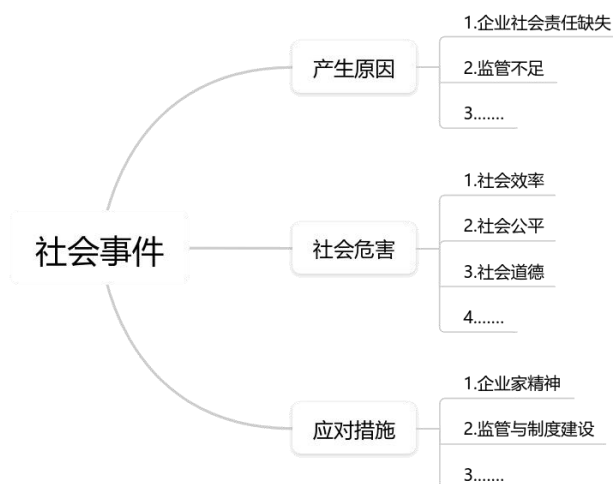 社会事件
产生原因
1.企业社会责任缺失
2.监管不足
3.......
社会危害
1.社会效率
2.社会公平
3.社会道德
4.......
应对措施
1.企业家精神
2.监管与制度建设
3.......